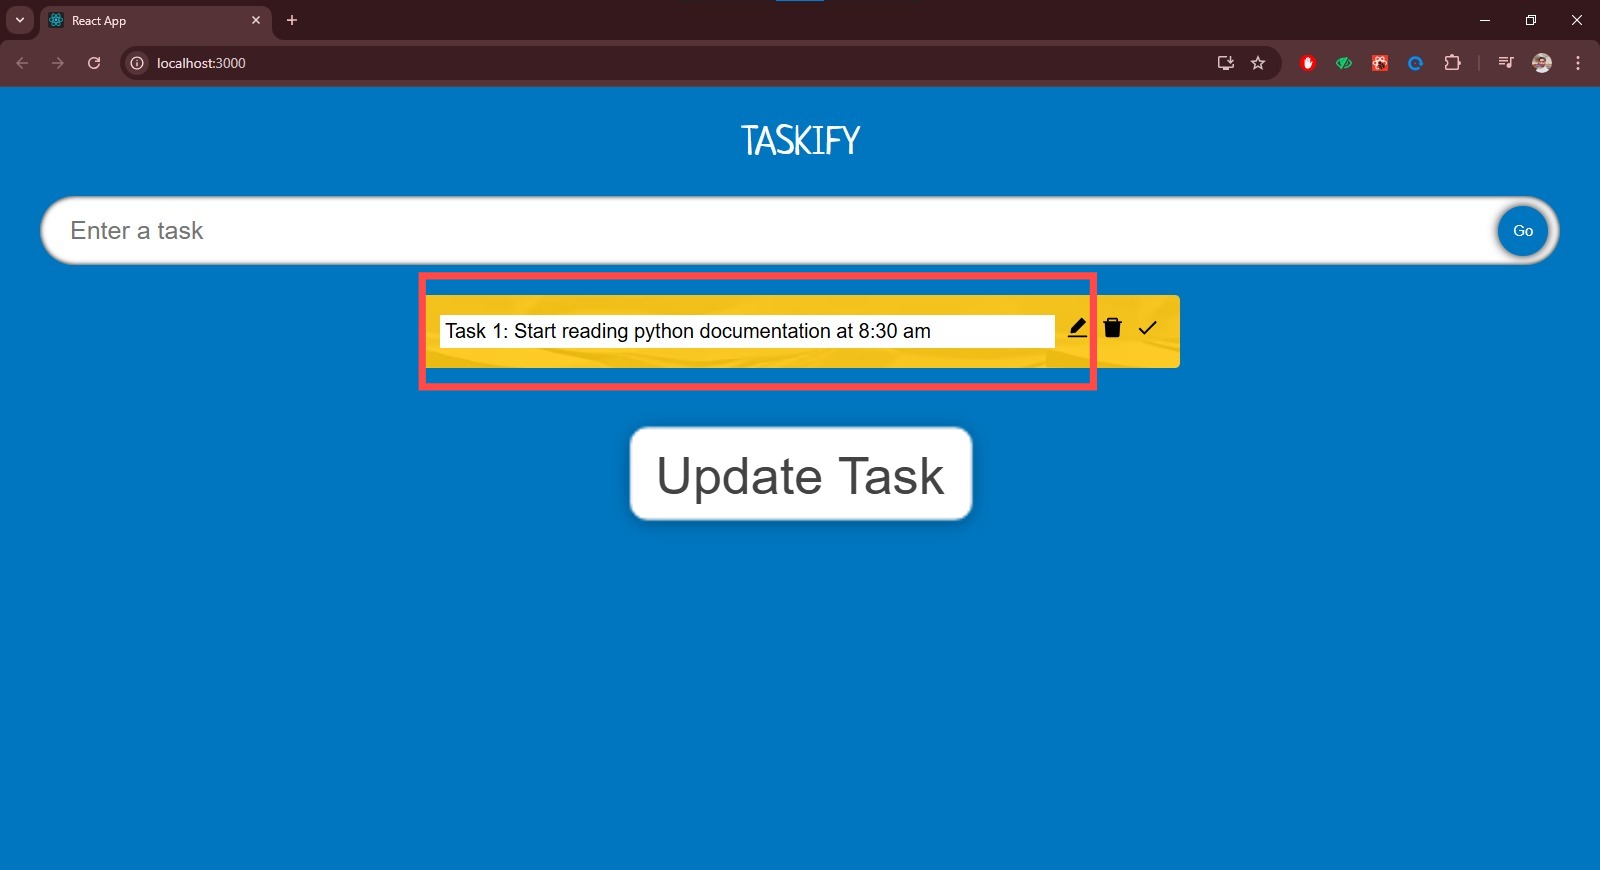 React App
localhost:3000
TASKIFY
Enter a task
Go
Task 1: Start reading python documentation at 8:30 am
Update Task